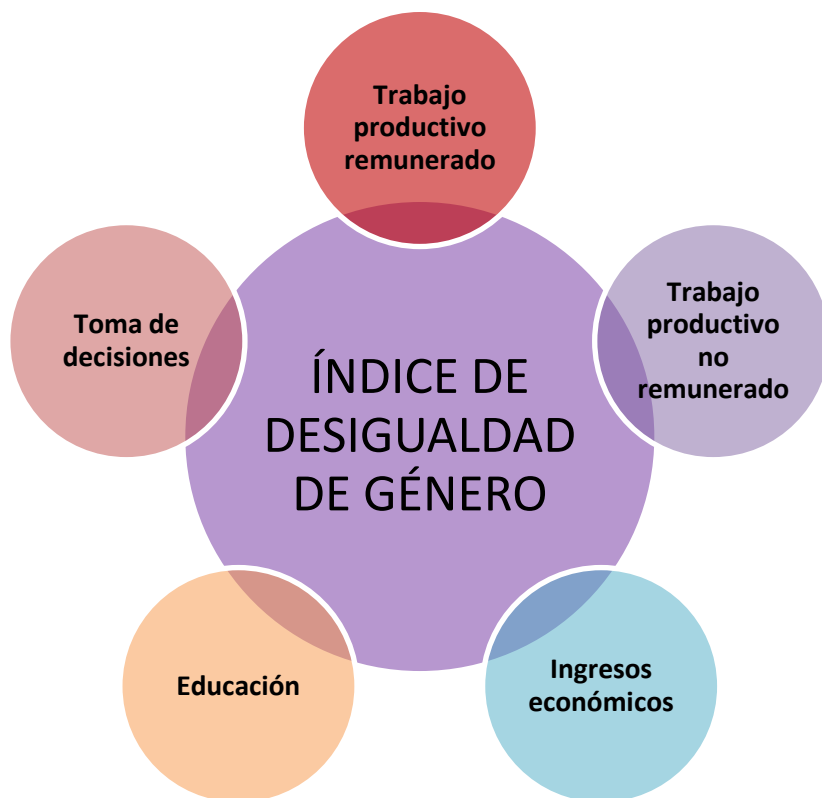 Trabajo
productivo
remunerado
Toma de
decisiones
Trabajo
productivo
no
remunerado
ÍNDICE DE
DESIGUALDAD
DE GÉNERO
Educación
Ingresos
económicos